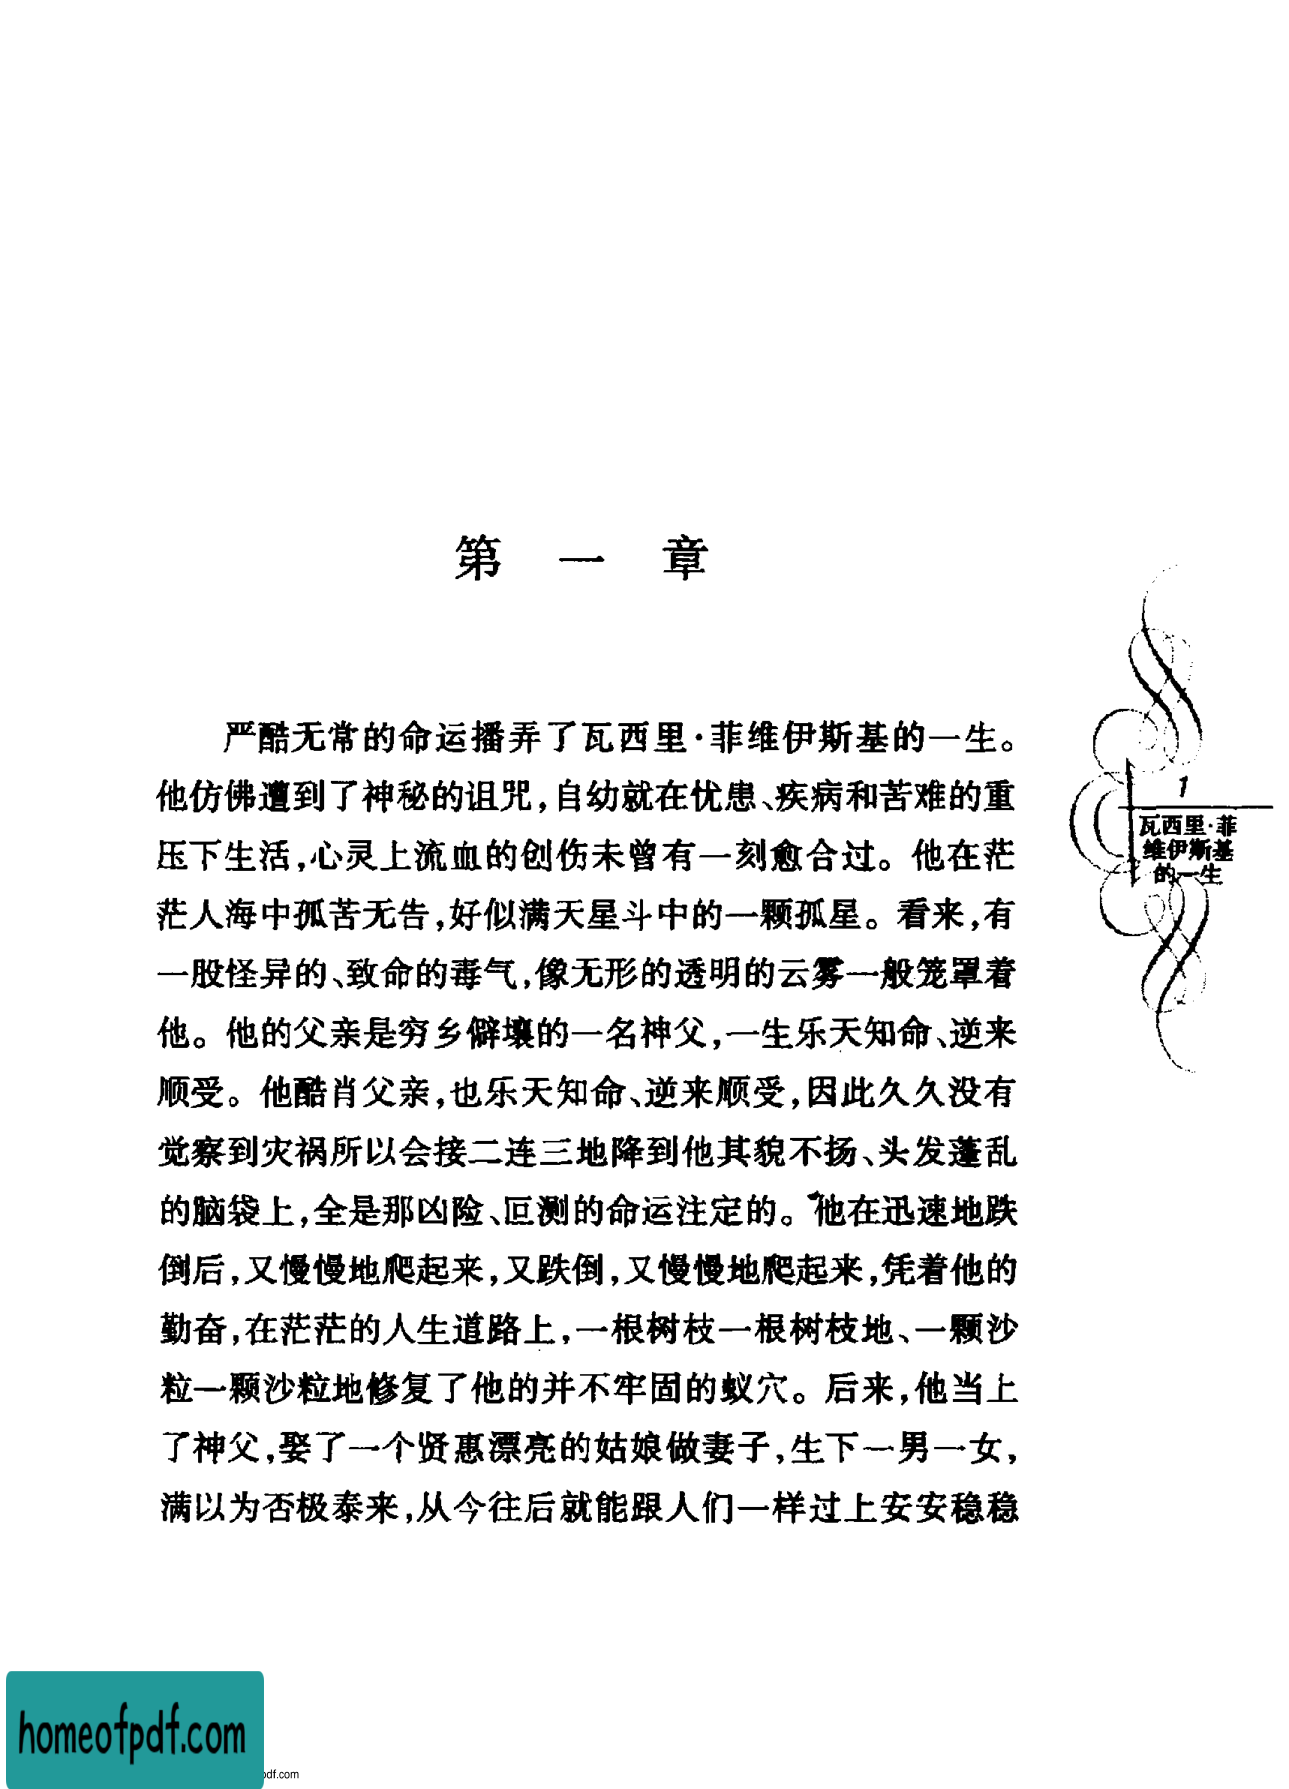 第一章
严酷无常的命运播弄了瓦西里·菲维伊斯基的一生。
他仿佛遭到了神秘的诅咒，自幼就在忧患、疾病和苦难的重
压下生活，心灵上流血的创伤未曾有一刻愈合过。他在茫
茫人海中孤苦无告，好似满天星斗中的一颗孤星。看来，有
一股怪异的、致命的毒气，像无形的透明的云雾一般笼罩着
他。他的父亲是穷乡僻壤的一名神父，一生乐天知命、逆来
顺受。他酷肖父亲，也乐天知命、逆来顺受，因此久久没有
觉察到灾祸所以会接二连三地降到他其貌不扬、头发蓬乱
的脑袋上，全是那凶险、叵测的命运注定的。他在迅速地跌
倒后，又慢慢地爬起来，又跌倒，又慢慢地爬起来，凭着他的
勤奋，在茫茫的人生道路上，一根树枝一根树枝地、一颗沙
粒一颗沙粒地修复了他的并不牢固的蚁穴。后来，他当上
了神父，娶了一个贤惠漂亮的姑娘做妻子，生下一男一女，
满以为否极泰来，从今往后就能跟人们一样过上安安稳稳
1
瓦西里·菲
维伊斯基
的一生
homeofpdf.com
pdf.com